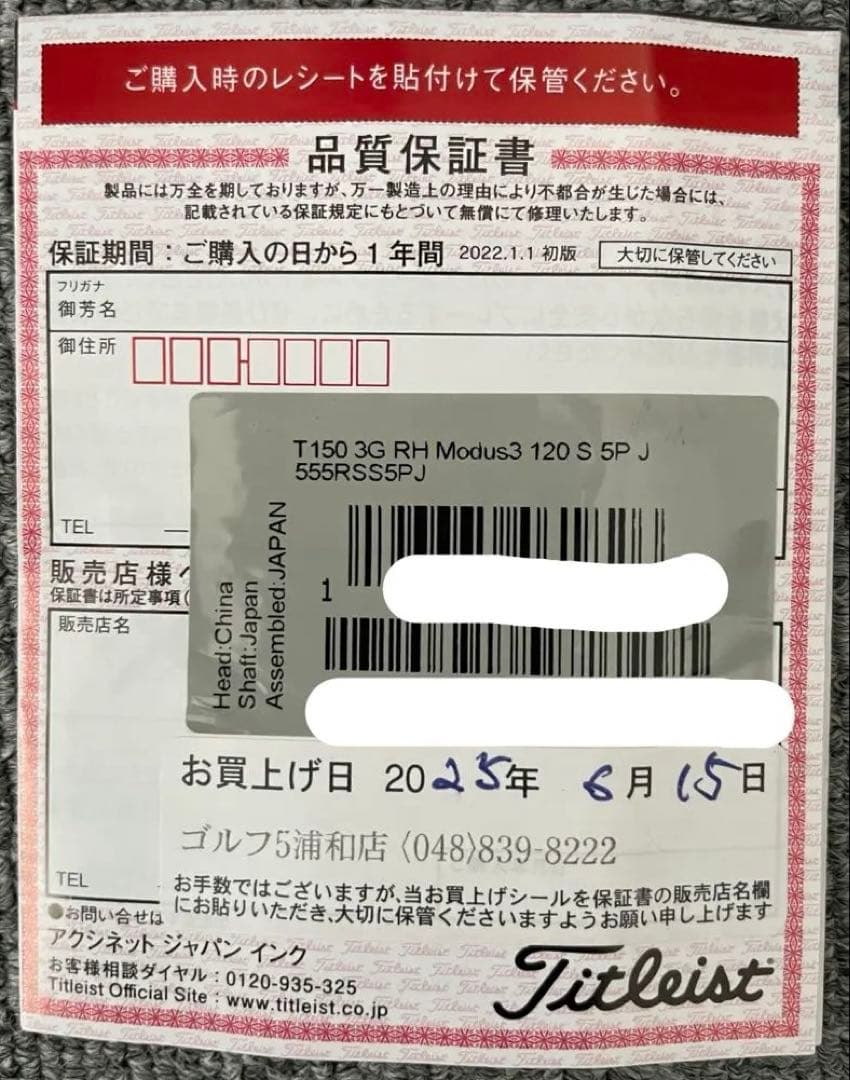 ご購入時のレシートを貼付けて保管ください。
品質保証書
製品には万全を期しておりますが、万一製造上の理由により不都合が生じた場合には、
記載されている保証規定にもとづいて無償にて修理いたします。
保証期間：ご購入の日から1年間 2022.1.1 初版 大切に保管してください
フリガナ
御芳名
御住所
T150 3G RH Modus3 120 S 5P J
555RSS5PJ
Head:China
Shaft:Japan
Assembled:JAPAN
1
TEL
販売店様へ
保証書は所定事項(
販売店名
お買上げ日 2025年 6月15日
ゴルフ5浦和店〈048〉839-8222
お手数ではございますが、当お買上げシールを保証書の販売店名欄
にお貼りいただき、大切に保管くださいますようお願い申し上げます
TEL
●お問い合せは
アクシネット ジャパン インク
お客様相談ダイヤル：0120-935-325
Titleist Official Site：www.titleist.co.jp
Titleist